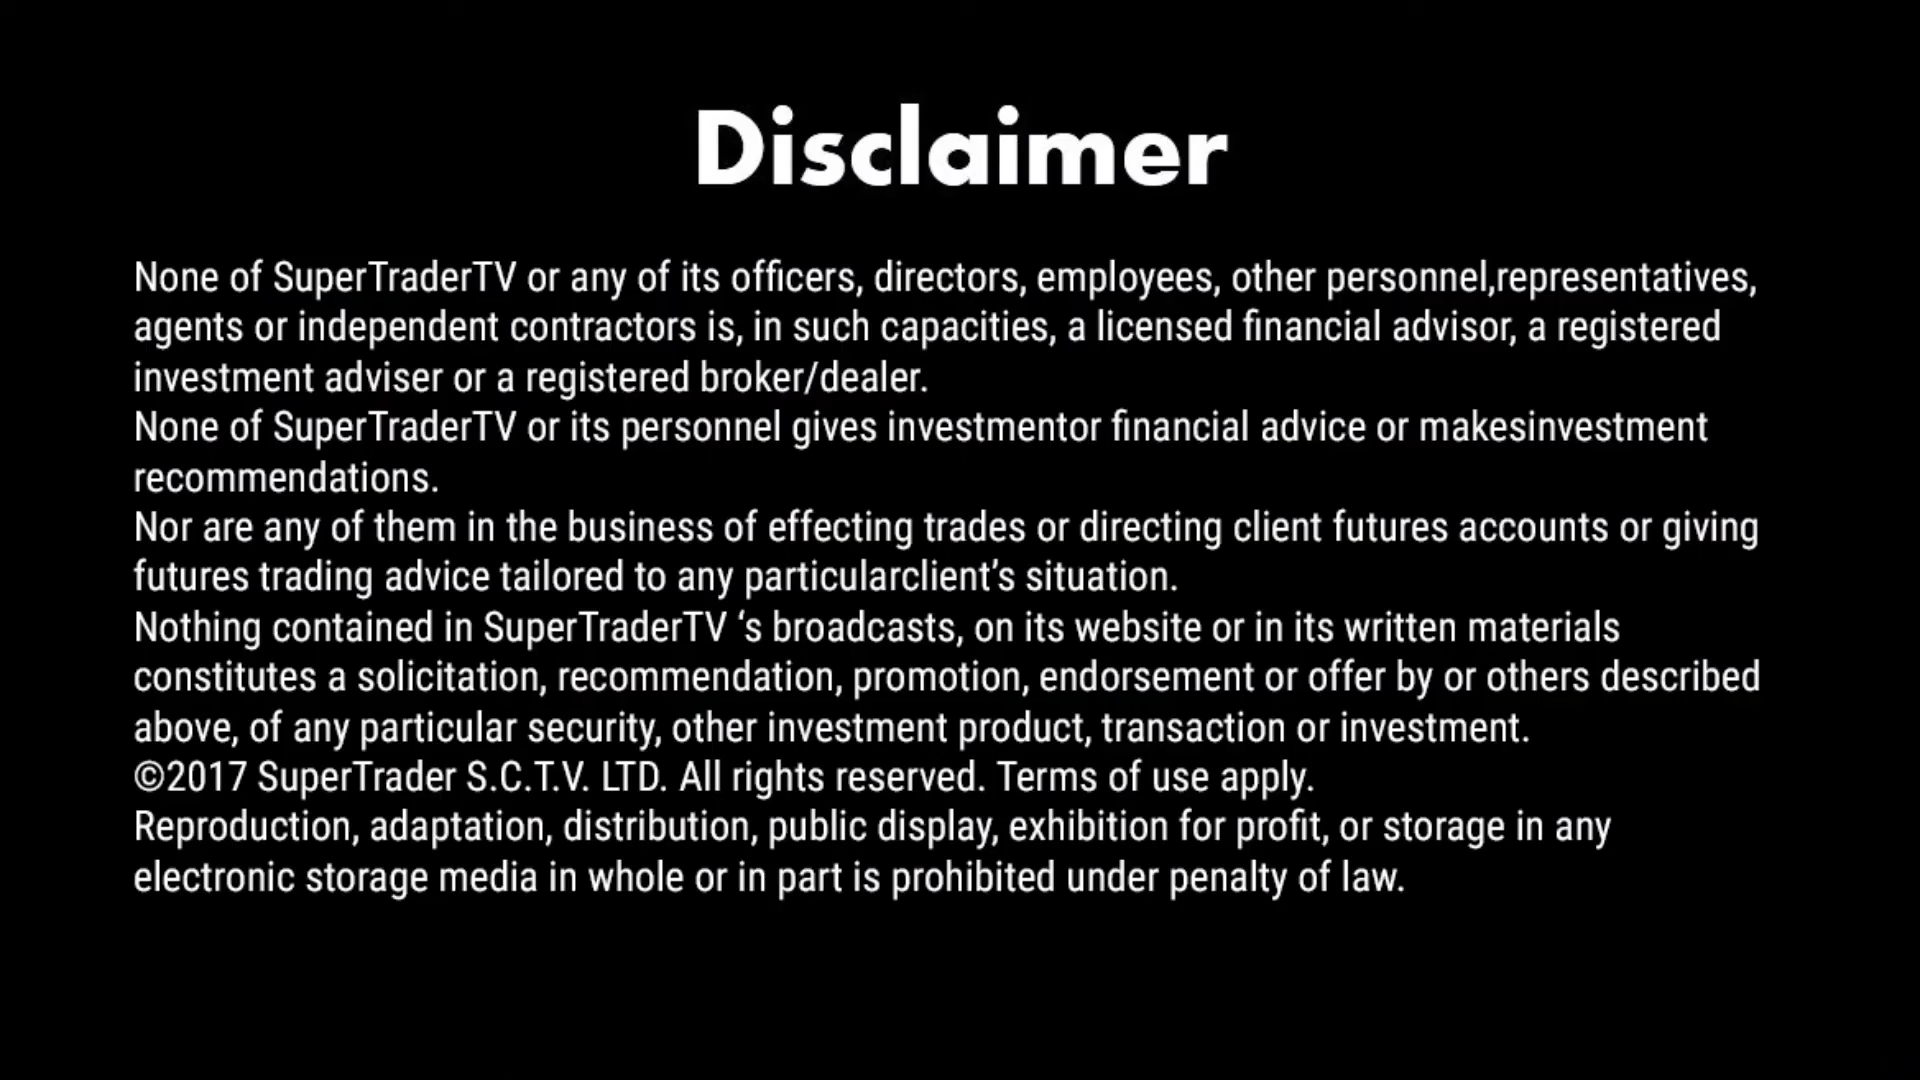 Disclaimer
None of SuperTraderTV or any of its officers, directors, employees, other personnel,representatives,
agents or independent contractors is, in such capacities, a licensed financial advisor, a registered
investment adviser or a registered broker/dealer.
None of SuperTraderTV or its personnel gives investmentor financial advice or makesinvestment
recommendations.
Nor are any of them in the business of effecting trades or directing client futures accounts or giving
futures trading advice tailored to any particularclient’s situation.
Nothing contained in SuperTraderTV ‘s broadcasts, on its website or in its written materials
constitutes a solicitation, recommendation, promotion, endorsement or offer by or others described
above, of any particular security, other investment product, transaction or investment.
©2017 SuperTrader S.C.T.V. LTD. All rights reserved. Terms of use apply.
Reproduction, adaptation, distribution, public display, exhibition for profit, or storage in any
electronic storage media in whole or in part is prohibited under penalty of law.